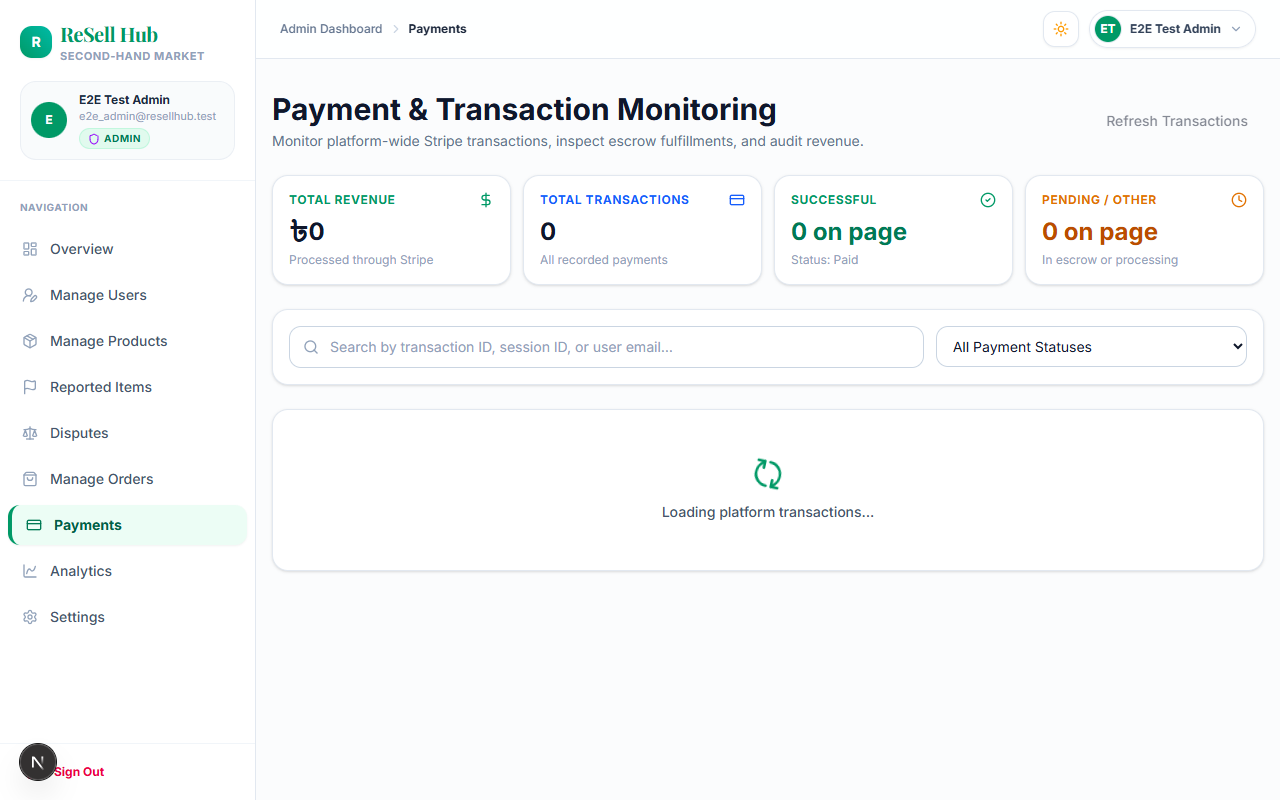 R
ReSell Hub
SECOND-HAND MARKET
E
E2E Test Admin
e2e_admin@resellhub.test
ADMIN
NAVIGATION
Overview
Manage Users
Manage Products
Reported Items
Disputes
Manage Orders
Payments
Analytics
Settings
N
Sign Out
Admin Dashboard
Payments
ET
E2E Test Admin
Payment & Transaction Monitoring
Monitor platform-wide Stripe transactions, inspect escrow fulfillments, and audit revenue.
Refresh Transactions
TOTAL REVENUE
৳0
Processed through Stripe
TOTAL TRANSACTIONS
0
All recorded payments
SUCCESSFUL
0 on page
Status: Paid
PENDING / OTHER
0 on page
In escrow or processing
Search by transaction ID, session ID, or user email...
All Payment Statuses
Loading platform transactions...